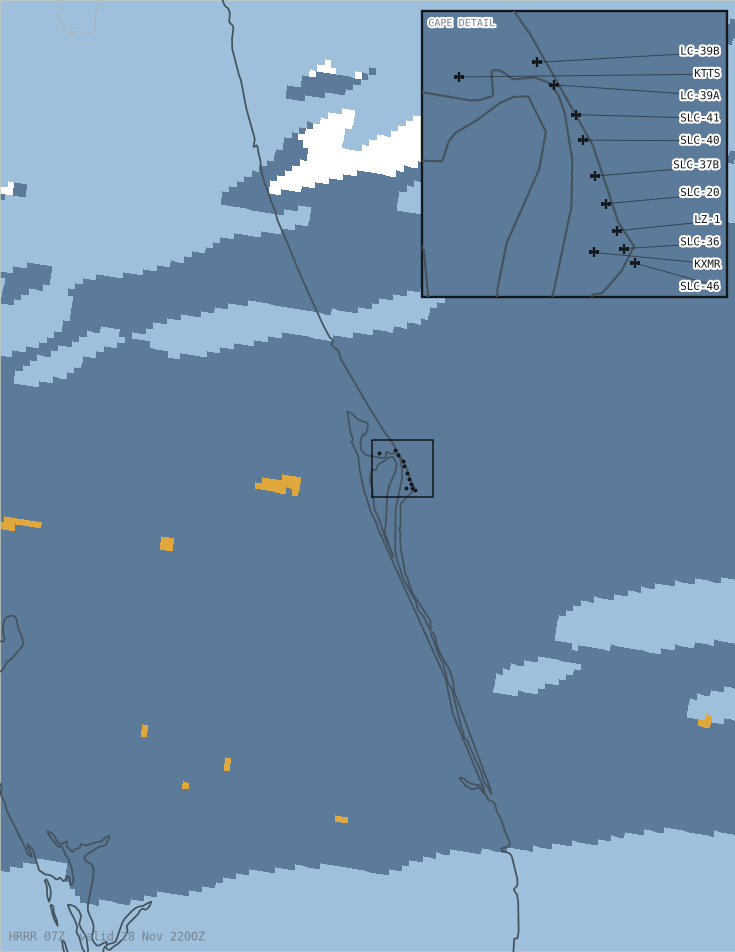 CAPE DETAIL
LC-39B
KTTS
LC-39A
SLC-41
SLC-40
SLC-37B
SLC-20
LZ-1
SLC-36
KXMR
SLC-46
HRRR 07Z valid 28 Nov 2200Z